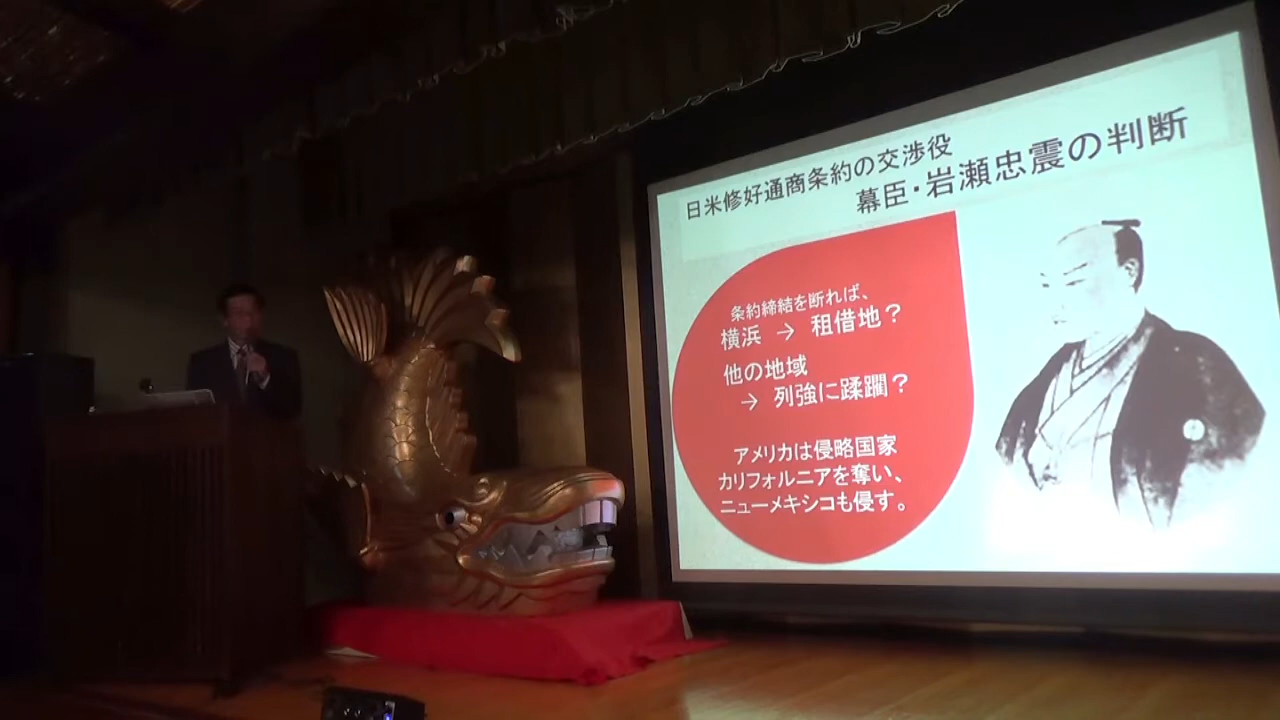 日米修好通商条約の交渉役
幕臣・岩瀬忠震の判断
条約締結を断れば、
横浜 → 租借地？
他の地域
→ 列強に蹂躙？
アメリカは侵略国家
カリフォルニアを奪い、
ニューメキシコも侵す。